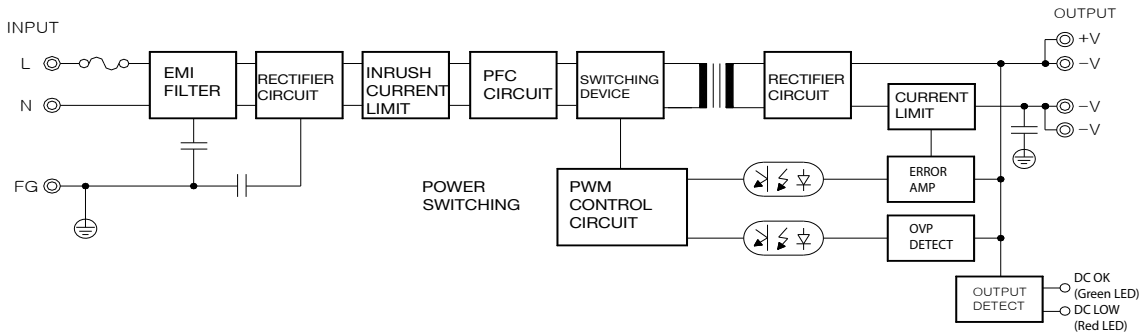 INPUT
OUTPUT
L
N
FG
EMI
FILTER
RECTIFIER
CIRCUIT
INRUSH
CURRENT
LIMIT
PFC
CIRCUIT
SWITCHING
DEVICE
RECTIFIER
CIRCUIT
CURRENT
LIMIT
+V
−V
−V
−V
POWER
SWITCHING
PWM
CONTROL
CIRCUIT
ERROR
AMP
OVP
DETECT
OUTPUT
DETECT
DC OK
(Green LED)
DC LOW
(Red LED)